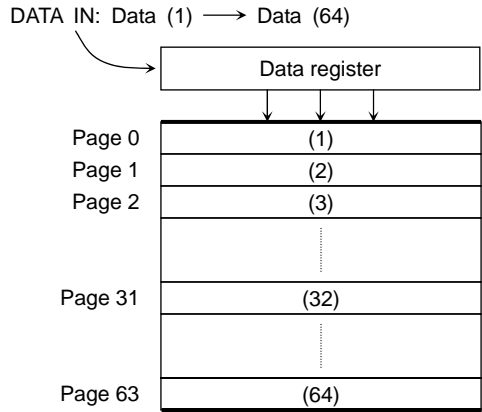 DATA IN: Data (1) → Data (64)
Data register
Page 0 (1)
Page 1 (2)
Page 2 (3)
Page 31 (32)
Page 63 (64)